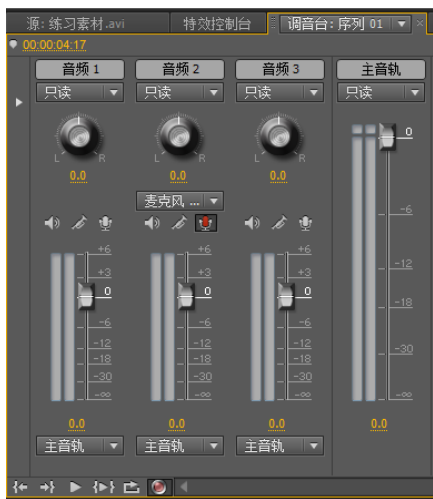 源: 练习素材.avi 特效控制台 调音台: 序列 01
00:00:04:17
音频 1 音频 2 音频 3 主音轨
只读 只读 只读 只读
L R L R L R
0.0 0.0 0.0
麦克风 ...
+6 +6 +6
+3 +3 +3
0 0 0
-6 -6 -6
-12 -12 -12
-18 -18 -18
-30 -30 -30
-∞ -∞ -∞
0
-6
-12
-18
-30
-∞
0.0 0.0 0.0 0.0
主音轨 主音轨 主音轨